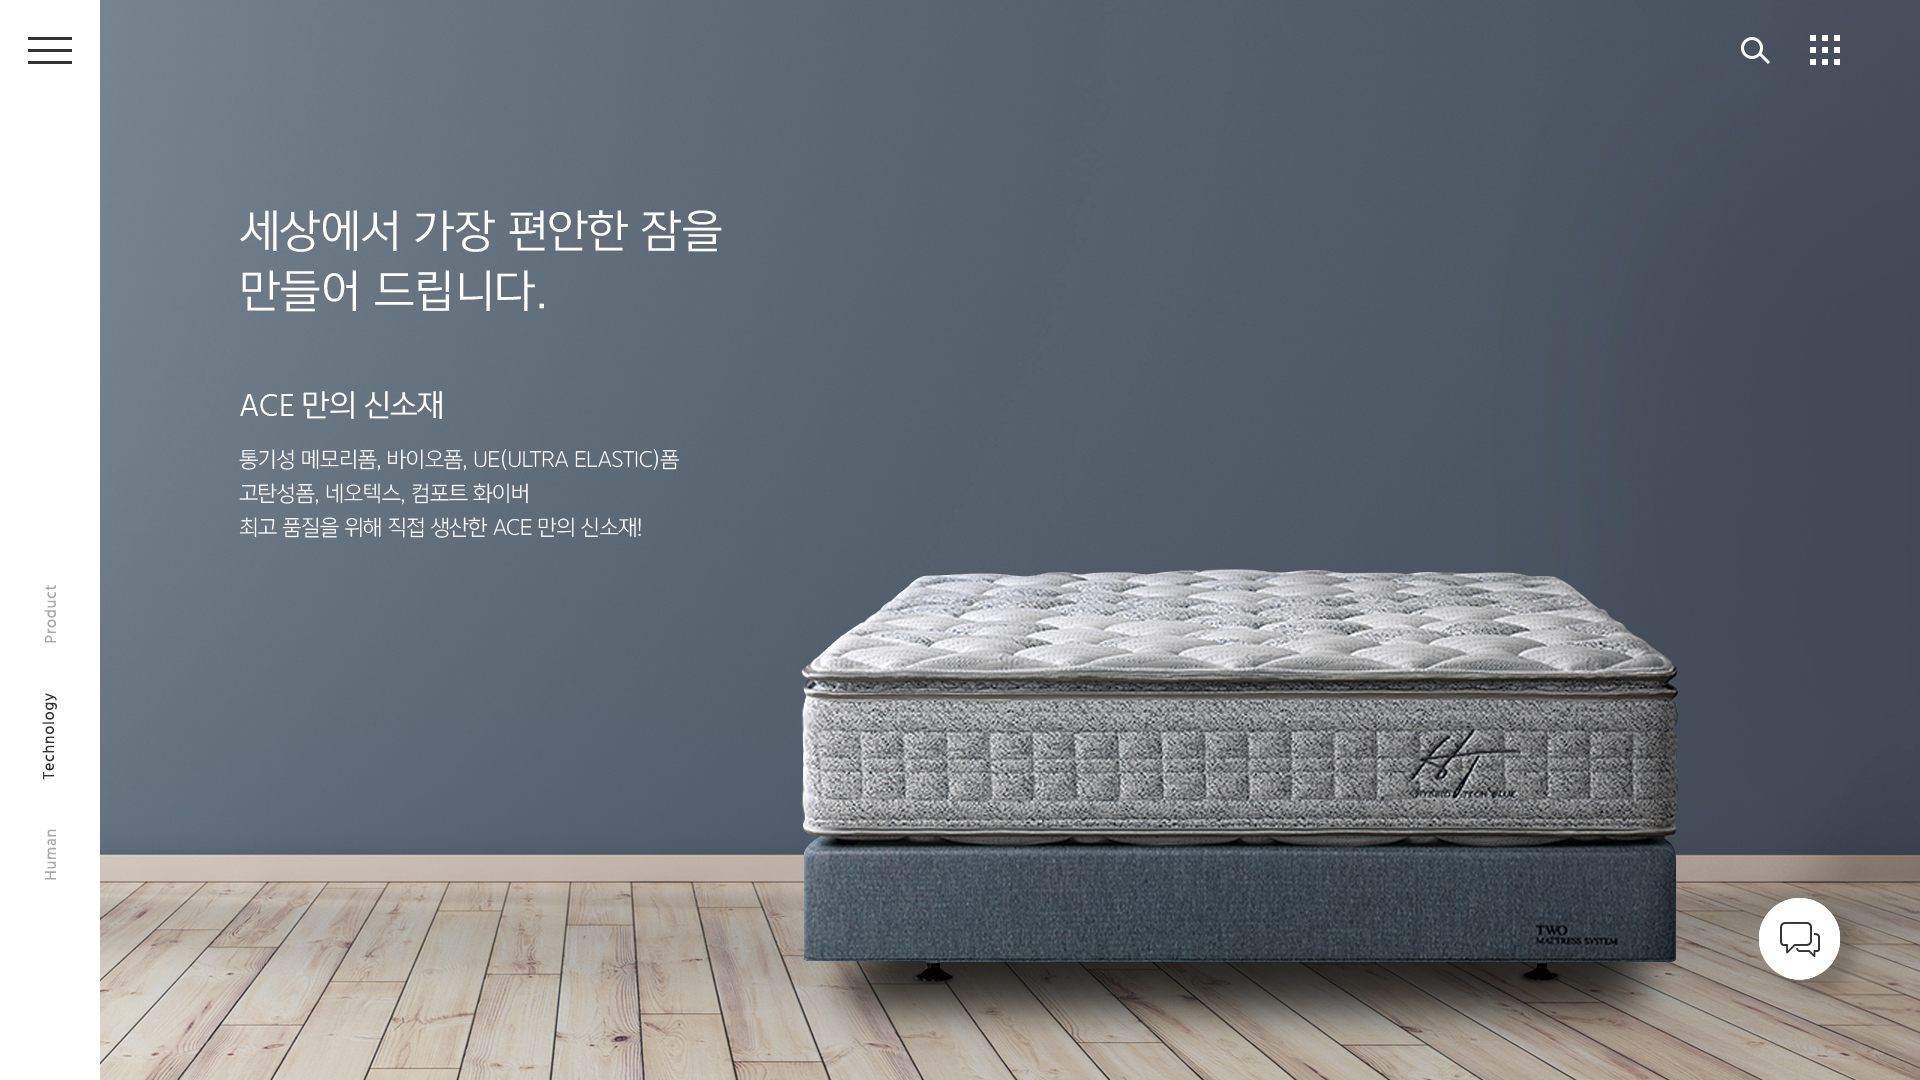 세상에서 가장 편안한 잠을
만들어 드립니다.
ACE 만의 신소재
통기성 메모리폼, 바이오폼, UE(ULTRA ELASTIC)폼
고탄성폼, 네오텍스, 컴포트 화이버
최고 품질을 위해 직접 생산한 ACE 만의 신소재!
Product
Technology
Human
HYBRID TECH BLUE
TWO
MATTRESS SYSTEM